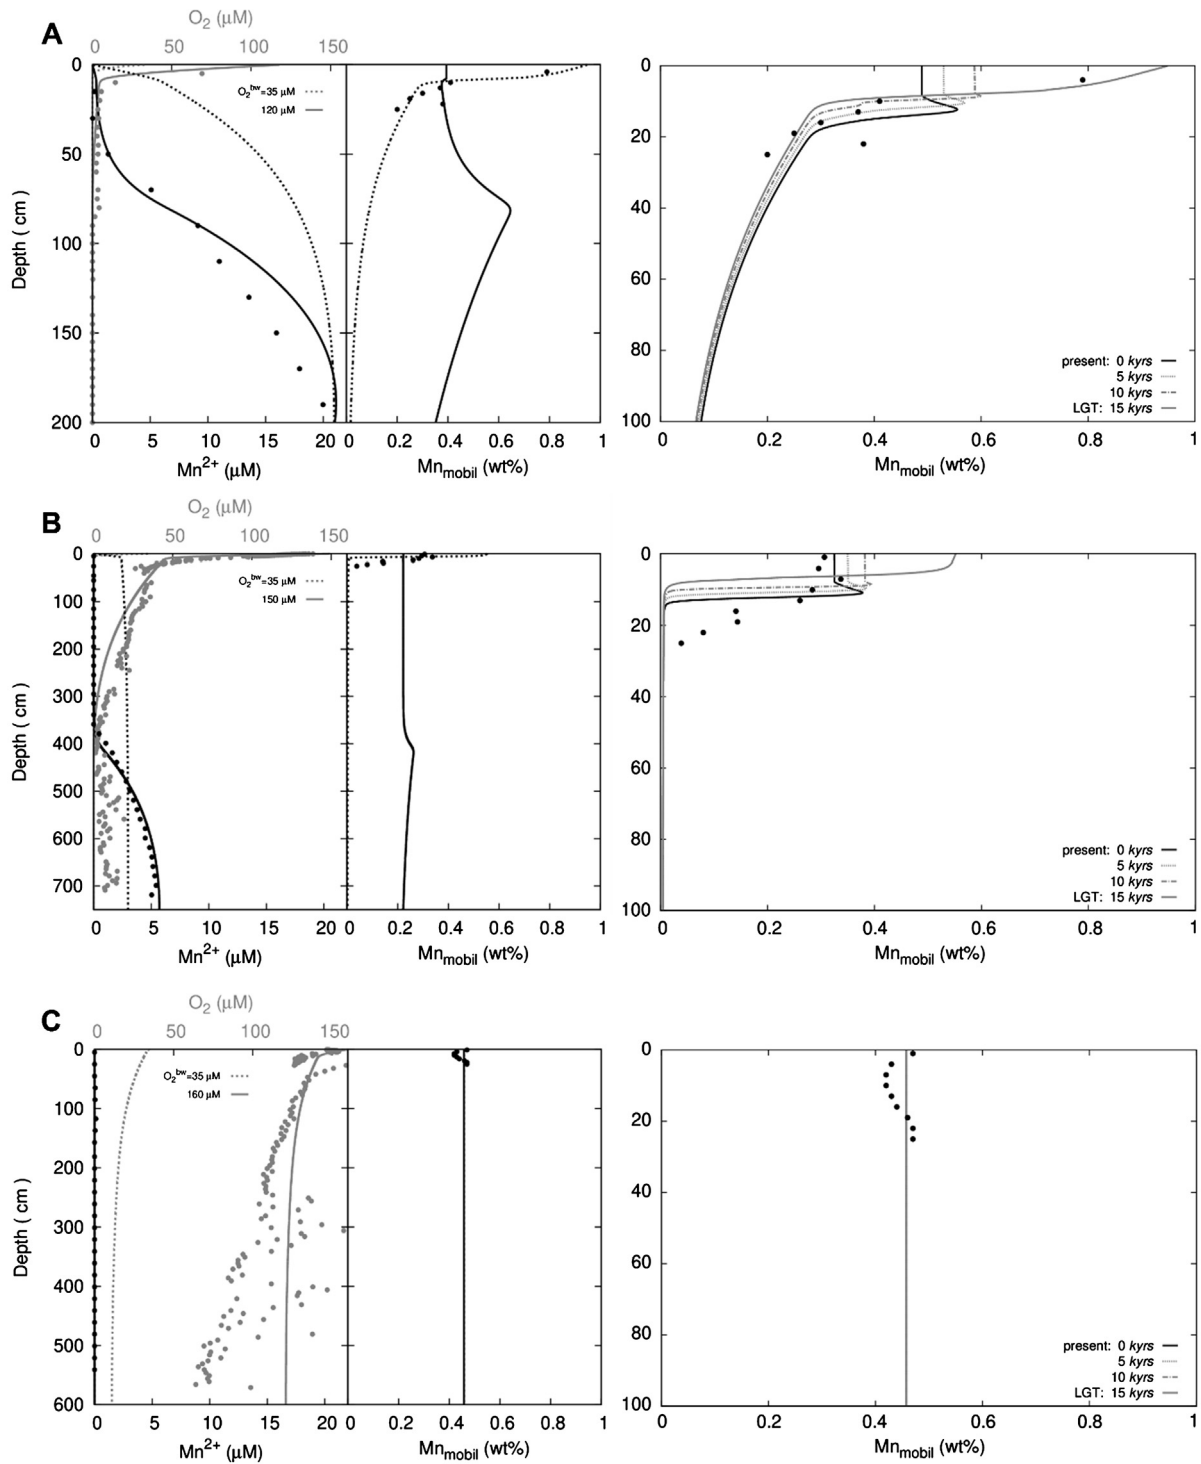 A
O2 (μM)
0 50 100 150
0
50
100
150
200
Depth ( cm )
O2bw=35 μM
120 μM
0 5 10 15 20
Mn2+ (μM)
0 0.2 0.4 0.6 0.8 1
Mnmobil (wt%)
0
20
40
60
80
100
present: 0 kyrs
5 kyrs
10 kyrs
LGT: 15 kyrs
0 0.2 0.4 0.6 0.8 1
Mnmobil (wt%)
B
O2 (μM)
0 50 100 150
0
100
200
300
400
500
600
700
Depth ( cm )
O2bw=35 μM
150 μM
0 5 10 15 20
Mn2+ (μM)
0 0.2 0.4 0.6 0.8 1
Mnmobil (wt%)
0
20
40
60
80
100
present: 0 kyrs
5 kyrs
10 kyrs
LGT: 15 kyrs
0 0.2 0.4 0.6 0.8 1
Mnmobil (wt%)
C
O2 (μM)
0 50 100 150
0
100
200
300
400
500
600
Depth ( cm )
O2bw=35 μM
160 μM
0 5 10 15 20
Mn2+ (μM)
0 0.2 0.4 0.6 0.8 1
Mnmobil (wt%)
0
20
40
60
80
100
present: 0 kyrs
5 kyrs
10 kyrs
LGT: 15 kyrs
0 0.2 0.4 0.6 0.8 1
Mnmobil (wt%)